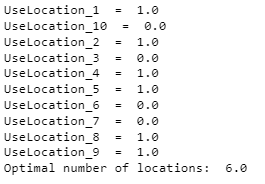 UseLocation_1  =  1.0
UseLocation_10  =  0.0
UseLocation_2  =  1.0
UseLocation_3  =  0.0
UseLocation_4  =  1.0
UseLocation_5  =  1.0
UseLocation_6  =  0.0
UseLocation_7  =  0.0
UseLocation_8  =  1.0
UseLocation_9  =  1.0
Optimal number of locations:  6.0